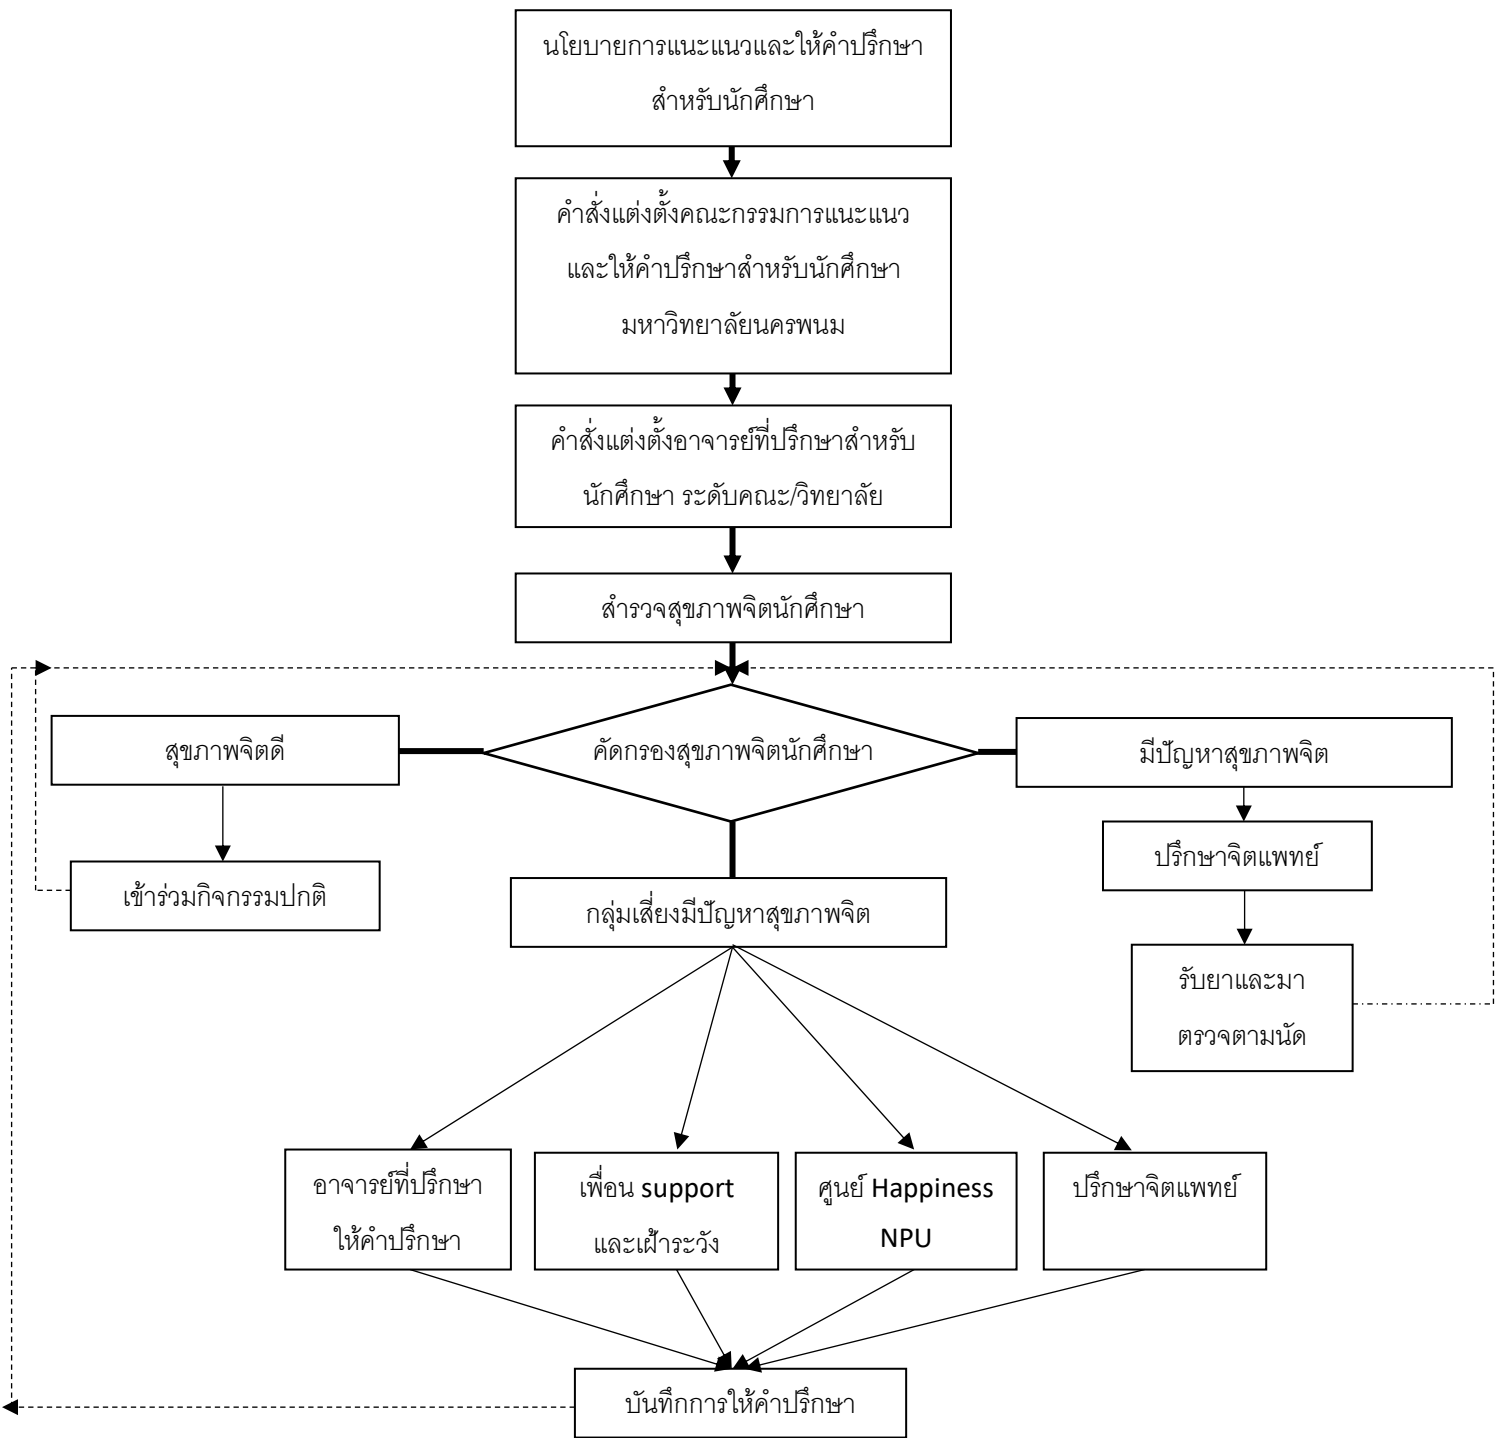 นโยบายการแนะแนวและให้คำปรึกษา
สำหรับนักศึกษา
คำสั่งแต่งตั้งคณะกรรมการแนะแนว
และให้คำปรึกษาสำหรับนักศึกษา
มหาวิทยาลัยนครพนม
คำสั่งแต่งตั้งอาจารย์ที่ปรึกษาสำหรับ
นักศึกษา ระดับคณะ/วิทยาลัย
สำรวจสุขภาพจิตนักศึกษา
สุขภาพจิตดี
คัดกรองสุขภาพจิตนักศึกษา
มีปัญหาสุขภาพจิต
เข้าร่วมกิจกรรมปกติ
กลุ่มเสี่ยงมีปัญหาสุขภาพจิต
ปรึกษาจิตแพทย์
รับยาและมา
ตรวจตามนัด
อาจารย์ที่ปรึกษา
ให้คำปรึกษา
เพื่อน support
และเฝ้าระวัง
ศูนย์ Happiness
NPU
ปรึกษาจิตแพทย์
บันทึกการให้คำปรึกษา